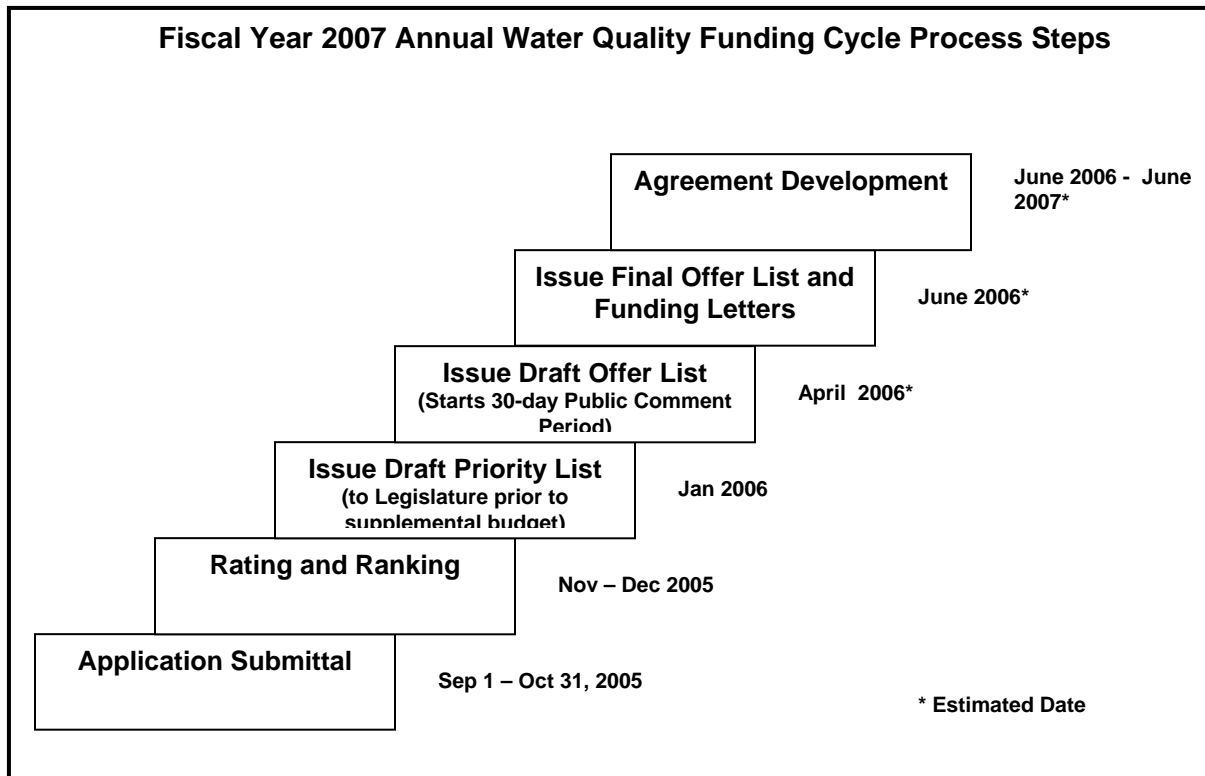 Fiscal Year 2007 Annual Water Quality Funding Cycle Process Steps
Agreement Development
June 2006 - June
2007*
Issue Final Offer List and
Funding Letters
June 2006*
Issue Draft Offer List
(Starts 30-day Public Comment
Period)
April 2006*
Issue Draft Priority List
(to Legislature prior to
supplemental budget)
Jan 2006
Rating and Ranking
Nov – Dec 2005
Application Submittal
Sep 1 – Oct 31, 2005
* Estimated Date